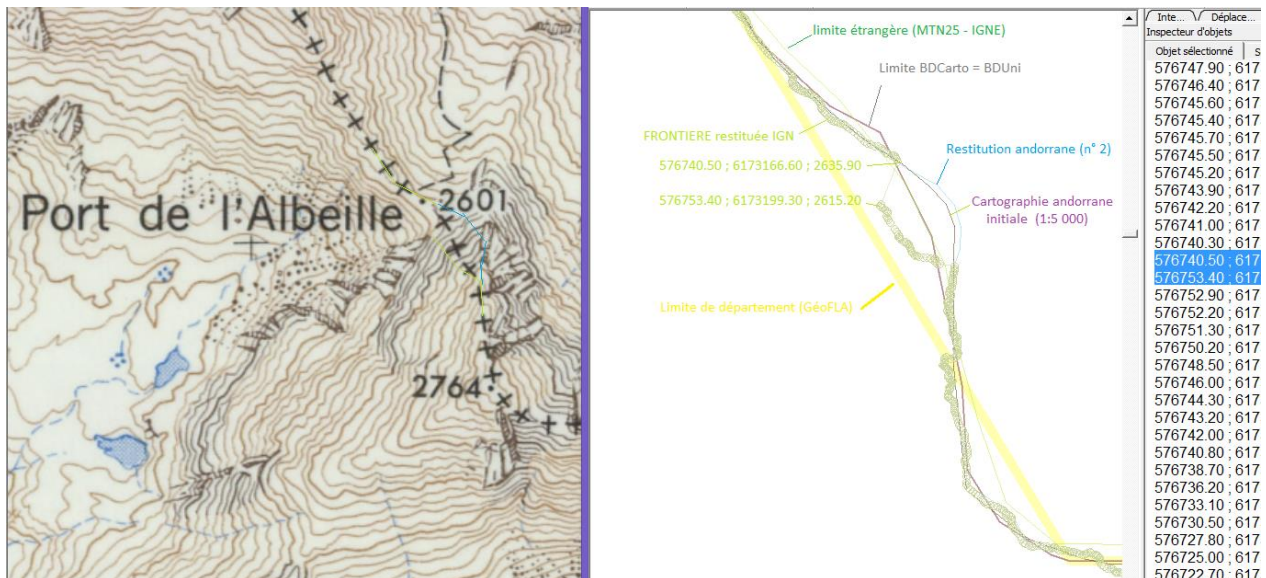 Port de l'Albeille
2601
2764
limite étrangère (MTN25 - IGNE)
Limite BDCarto = BDUni
FRONTIERE restituée IGN
576740.50 ; 6173166.60 ; 2635.90
Restitution andorrane (n° 2)
576753.40 ; 6173199.30 ; 2615.20
Cartographie andorrane
initiale (1:5 000)
Limite de département (GéoFLA)
Inte...
Déplace...
Inspecteur d'objets
Objet sélectionné
S
576747.90 ; 617
576746.40 ; 617
576745.60 ; 617
576745.40 ; 617
576745.70 ; 617
576745.50 ; 617
576745.20 ; 617
576743.90 ; 617
576742.20 ; 617
576741.00 ; 617
576740.30 ; 617
576740.50 ; 617
576753.40 ; 617
576752.90 ; 617
576752.20 ; 617
576751.30 ; 617
576750.20 ; 617
576748.50 ; 617
576746.00 ; 617
576744.30 ; 617
576743.20 ; 617
576742.00 ; 617
576740.80 ; 617
576738.70 ; 617
576736.20 ; 617
576733.10 ; 617
576730.50 ; 617
576727.80 ; 617
576725.00 ; 617
576722.70 ; 617